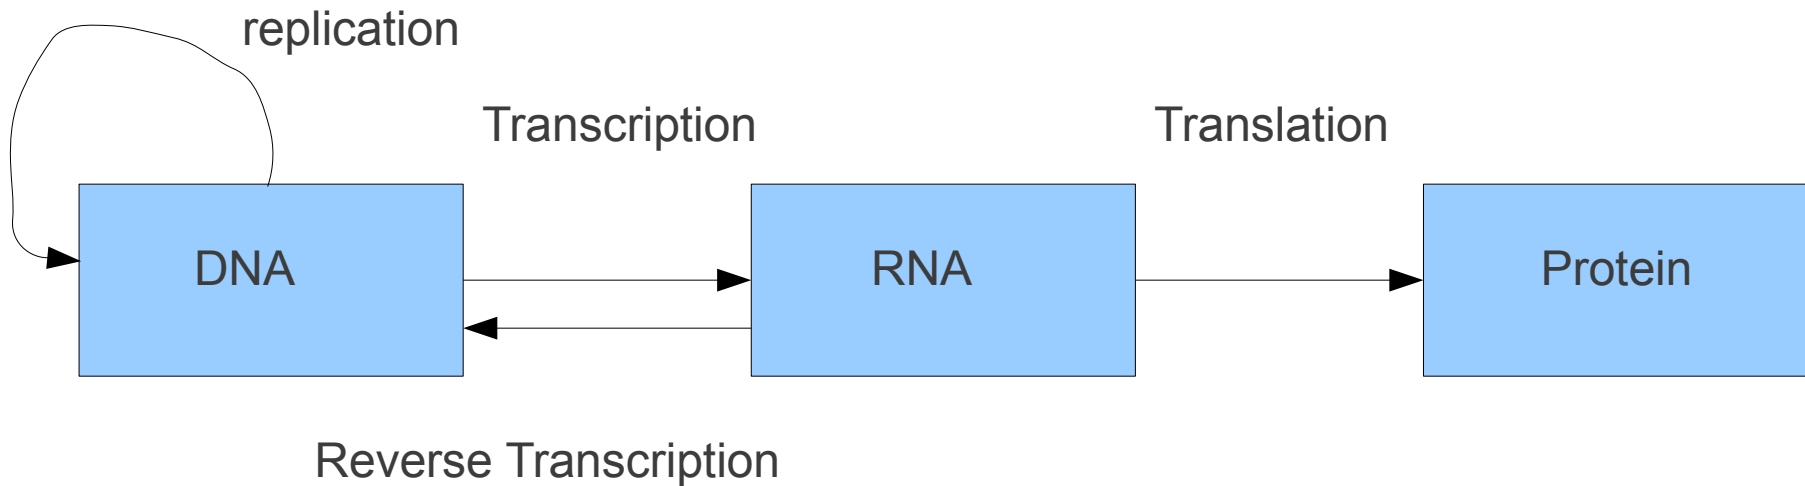 replication
Transcription
Translation
DNA
RNA
Protein
Reverse Transcription